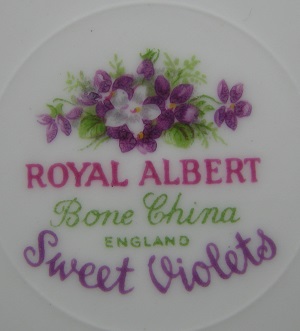 ROYAL ALBERT
Bone China
ENGLAND
Sweet Violets